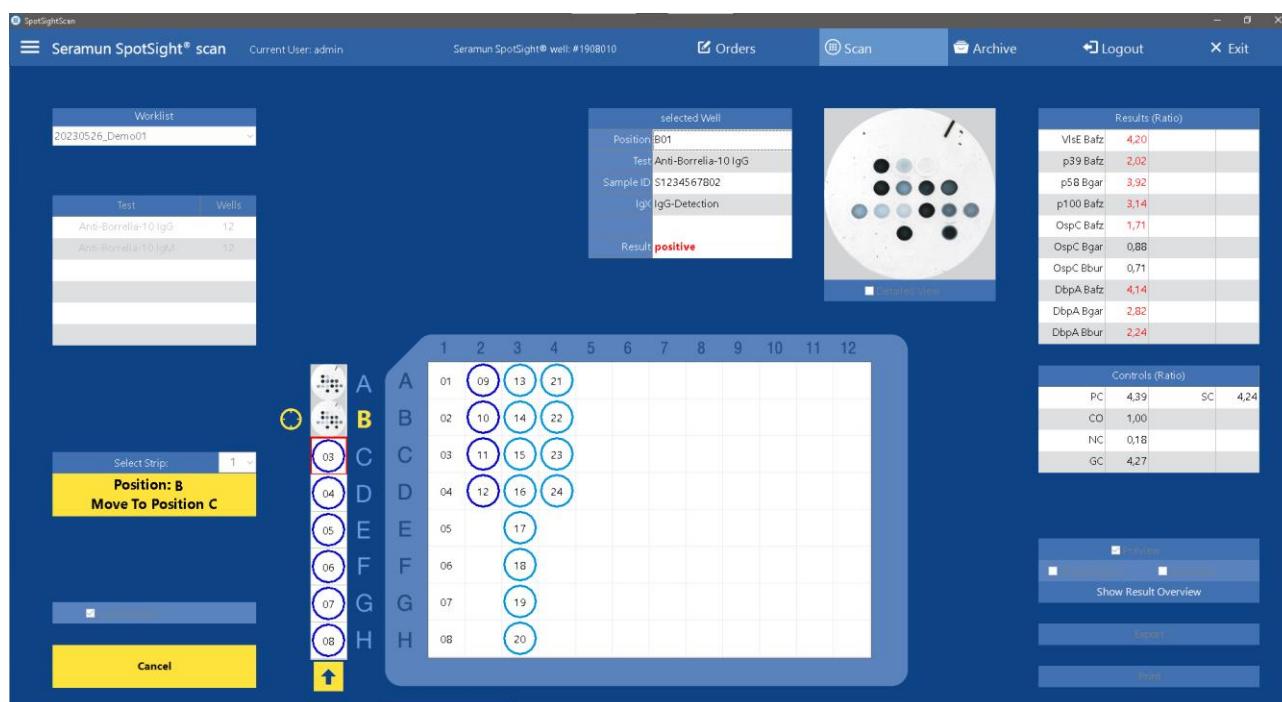 SpotSightScan
Seramun SpotSight® scan Current User: admin Seramun SpotSight® well: #1908010 Orders Scan Archive Logout Exit
Worklist
20230526_Demo01
Test Wells
Anti-Borrelia-10 IgG 12
Anti-Borrelia-10 IgM 12
selected Well
Position B01
Test Anti-Borrelia-10 IgG
Sample ID S1234567802
IgX IgG-Detection
Result positive
Detailed View
Results (Ratio)
VlsE Bafz 4,20
p39 Bafz 2,02
p58 Bgar 3,92
p100 Bafz 3,14
OspC Bafz 1,71
OspC Bgar 0,88
OspC Bbur 0,71
DbpA Bafz 4,14
DbpA Bgar 2,82
DbpA Bbur 2,24
Controls (Ratio)
PC 4,39 SC 4,24
CO 1,00
NC 0,18
GC 4,27
Select Strip: 1
Position: B
Move To Position C
Cancel
1 2 3 4 5 6 7 8 9 10 11 12
A A 01 09 13 21
B B 02 10 14 22
03 C C 03 11 15 23
04 D D 04 12 16 24
05 E E 05 17
06 F F 06 18
07 G G 07 19
08 H H 08 20
Preview
Show Result Overview
Export
Print